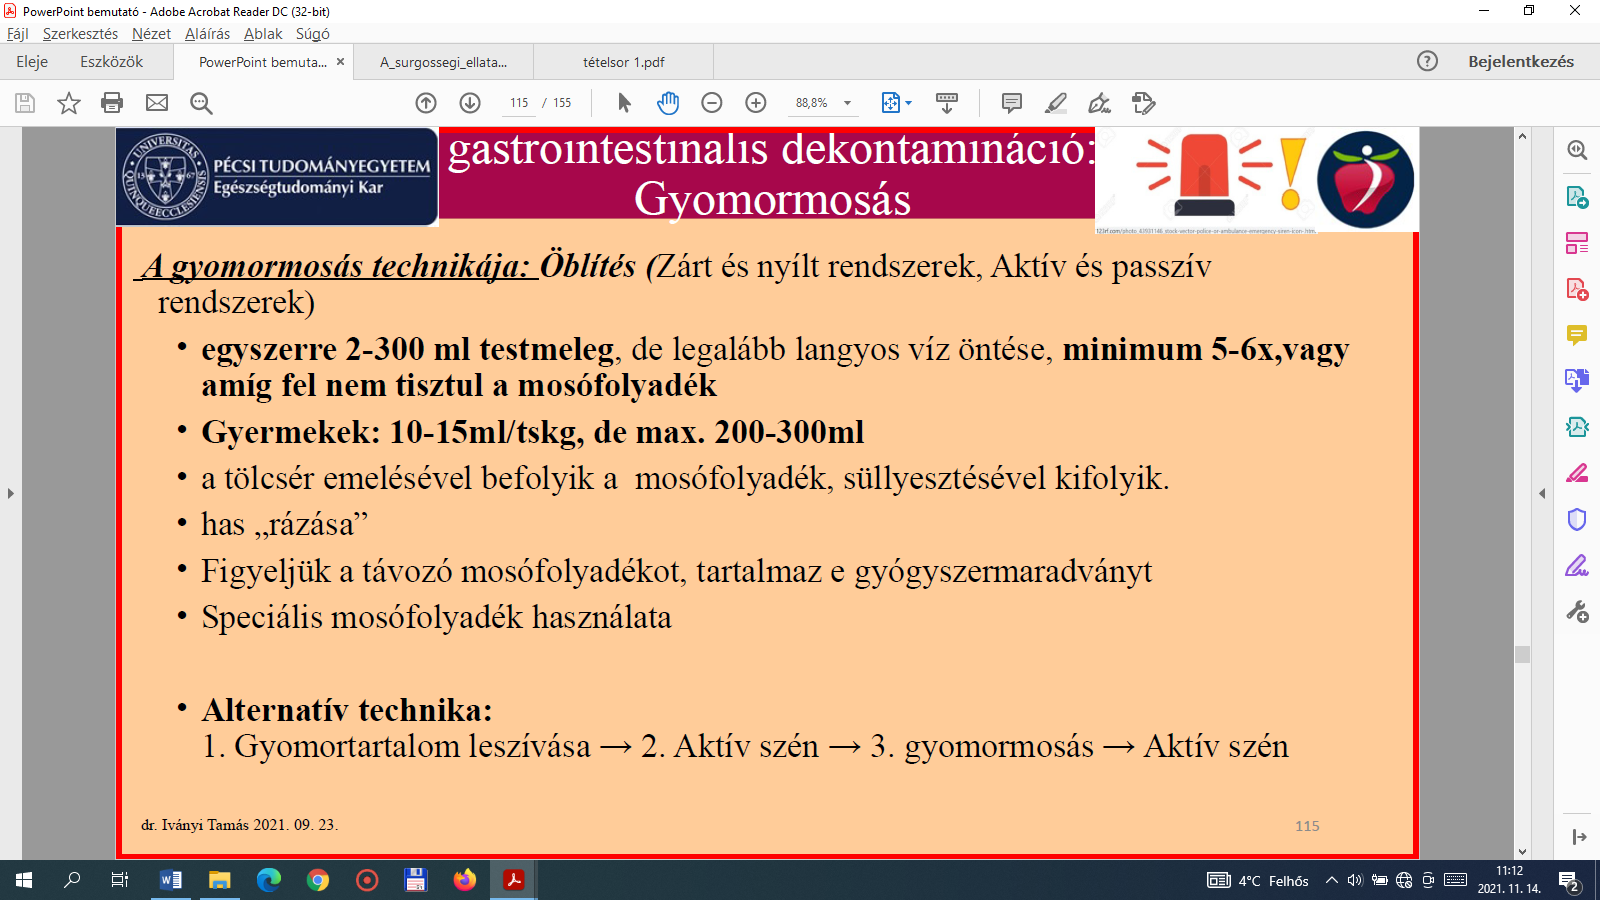 PowerPoint bemutató - Adobe Acrobat Reader DC (32-bit)
Fájl Szerkesztés Nézet Aláírás Ablak Súgó
Eleje Eszközök PowerPoint bemuta... × A_surgossegi_ellata... tételsor 1.pdf Bejelentkezés
115 / 155 88,8%
UNIVERSITAS QUINQUEECCLESIENSIS
13 67
PÉCSI TUDOMÁNYEGYETEM
Egészségtudományi Kar
gastrointestinalis dekontamináció:
Gyomormosás
A gyomormosás technikája: Öblítés (Zárt és nyílt rendszerek, Aktív és passzív
rendszerek)
• egyszerre 2-300 ml testmeleg, de legalább langyos víz öntése, minimum 5-6x,vagy
amíg fel nem tisztul a mosófolyadék
• Gyermekek: 10-15ml/tskg, de max. 200-300ml
• a tölcsér emelésével befolyik a  mosófolyadék, süllyesztésével kifolyik.
• has „rázása”
• Figyeljük a távozó mosófolyadékot, tartalmaz e gyógyszermaradványt
• Speciális mosófolyadék használata
• Alternatív technika:
1. Gyomortartalom leszívása → 2. Aktív szén → 3. gyomormosás → Aktív szén
dr. Iványi Tamás 2021. 09. 23.
115
4°C Felhős
11:12
2021. 11. 14.
2